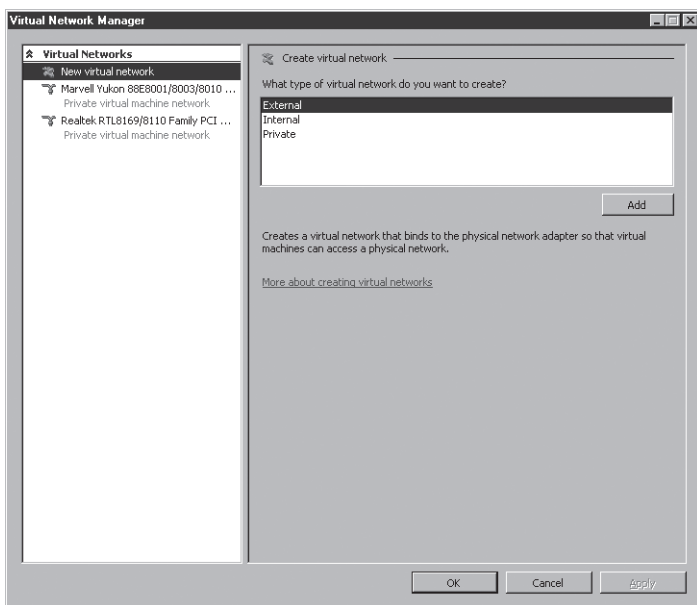 Virtual Network Manager
Virtual Networks
New virtual network
Marvell Yukon 88E8001/8003/8010 ...
Private virtual machine network
Realtek RTL8169/8110 Family PCI ...
Private virtual machine network
Create virtual network
What type of virtual network do you want to create?
External
Internal
Private
Add
Creates a virtual network that binds to the physical network adapter so that virtual
machines can access a physical network.
More about creating virtual networks
OK
Cancel
Apply